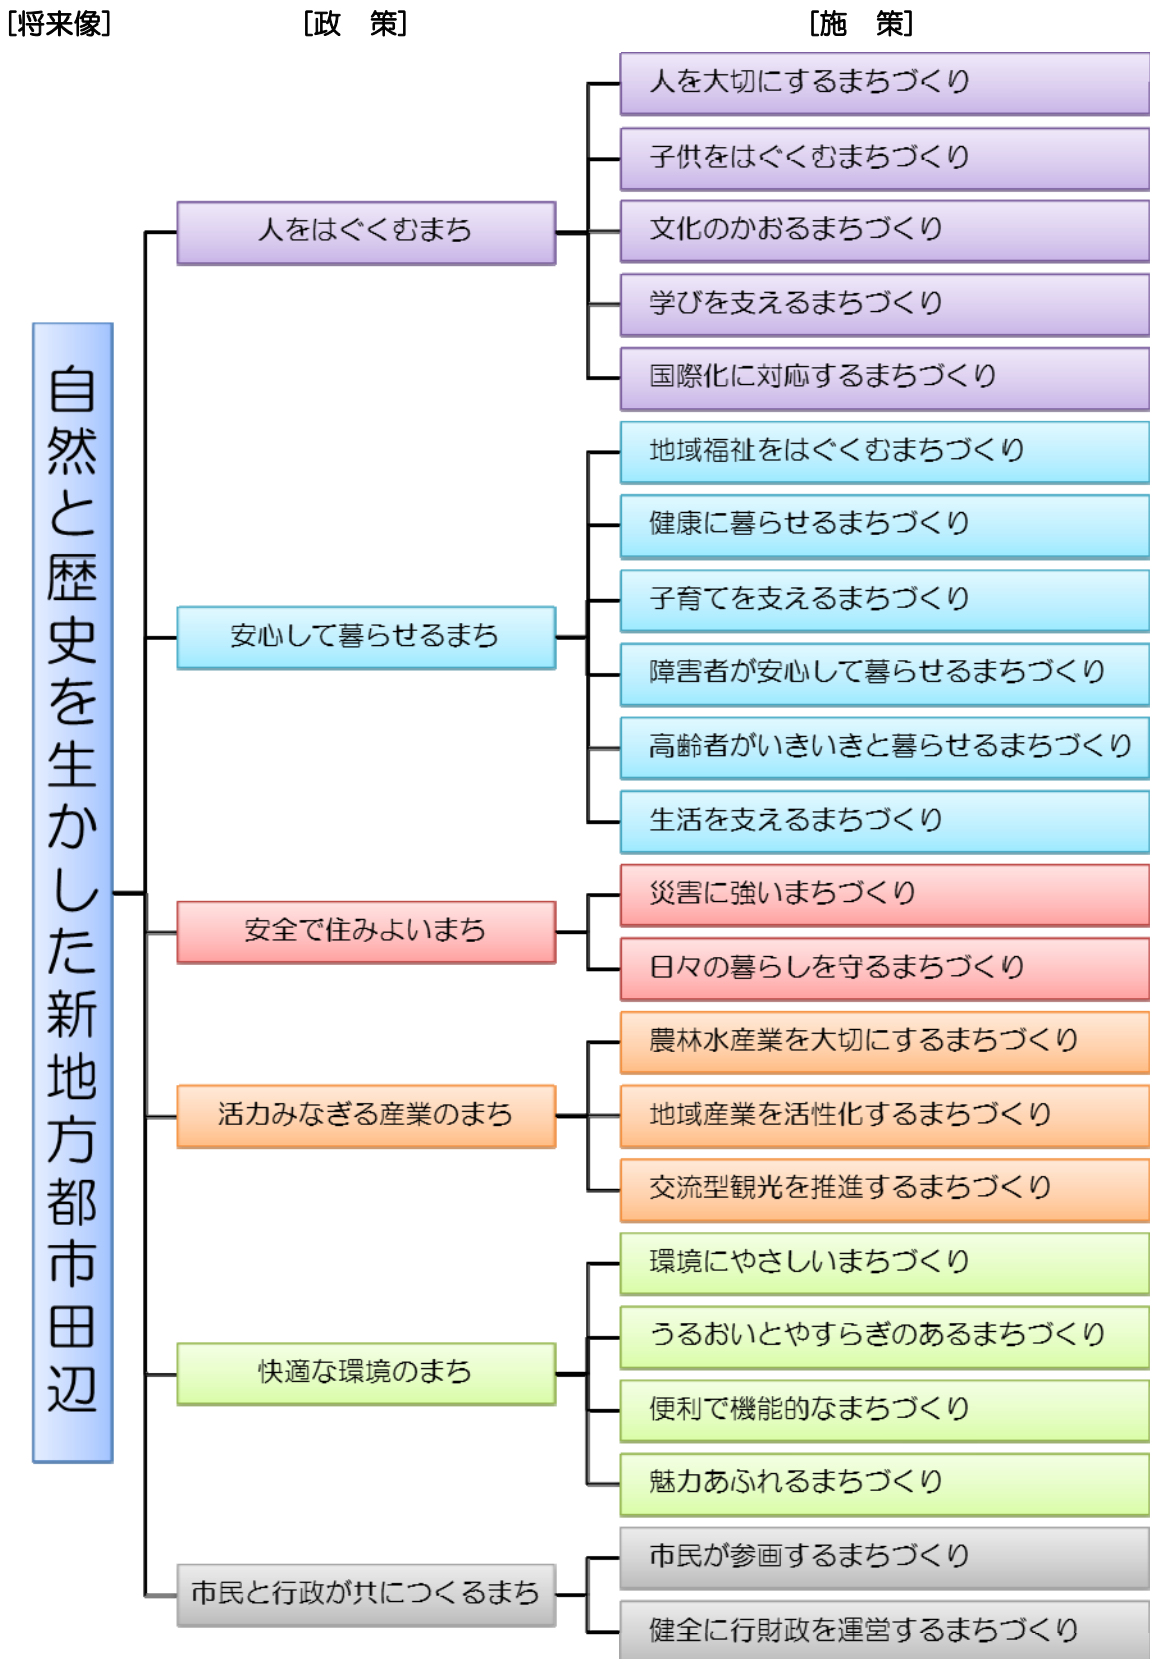 [将来像] [政　策] [施　策]
自然と歴史を生かした新地方都市田辺
人をはぐくむまち
人を大切にするまちづくり
子供をはぐくむまちづくり
文化のかおるまちづくり
学びを支えるまちづくり
国際化に対応するまちづくり
安心して暮らせるまち
地域福祉をはぐくむまちづくり
健康に暮らせるまちづくり
子育てを支えるまちづくり
障害者が安心して暮らせるまちづくり
高齢者がいきいきと暮らせるまちづくり
生活を支えるまちづくり
安全で住みよいまち
災害に強いまちづくり
日々の暮らしを守るまちづくり
活力みなぎる産業のまち
農林水産業を大切にするまちづくり
地域産業を活性化するまちづくり
交流型観光を推進するまちづくり
快適な環境のまち
環境にやさしいまちづくり
うるおいとやすらぎのあるまちづくり
便利で機能的なまちづくり
魅力あふれるまちづくり
市民と行政が共につくるまち
市民が参画するまちづくり
健全に行財政を運営するまちづくり